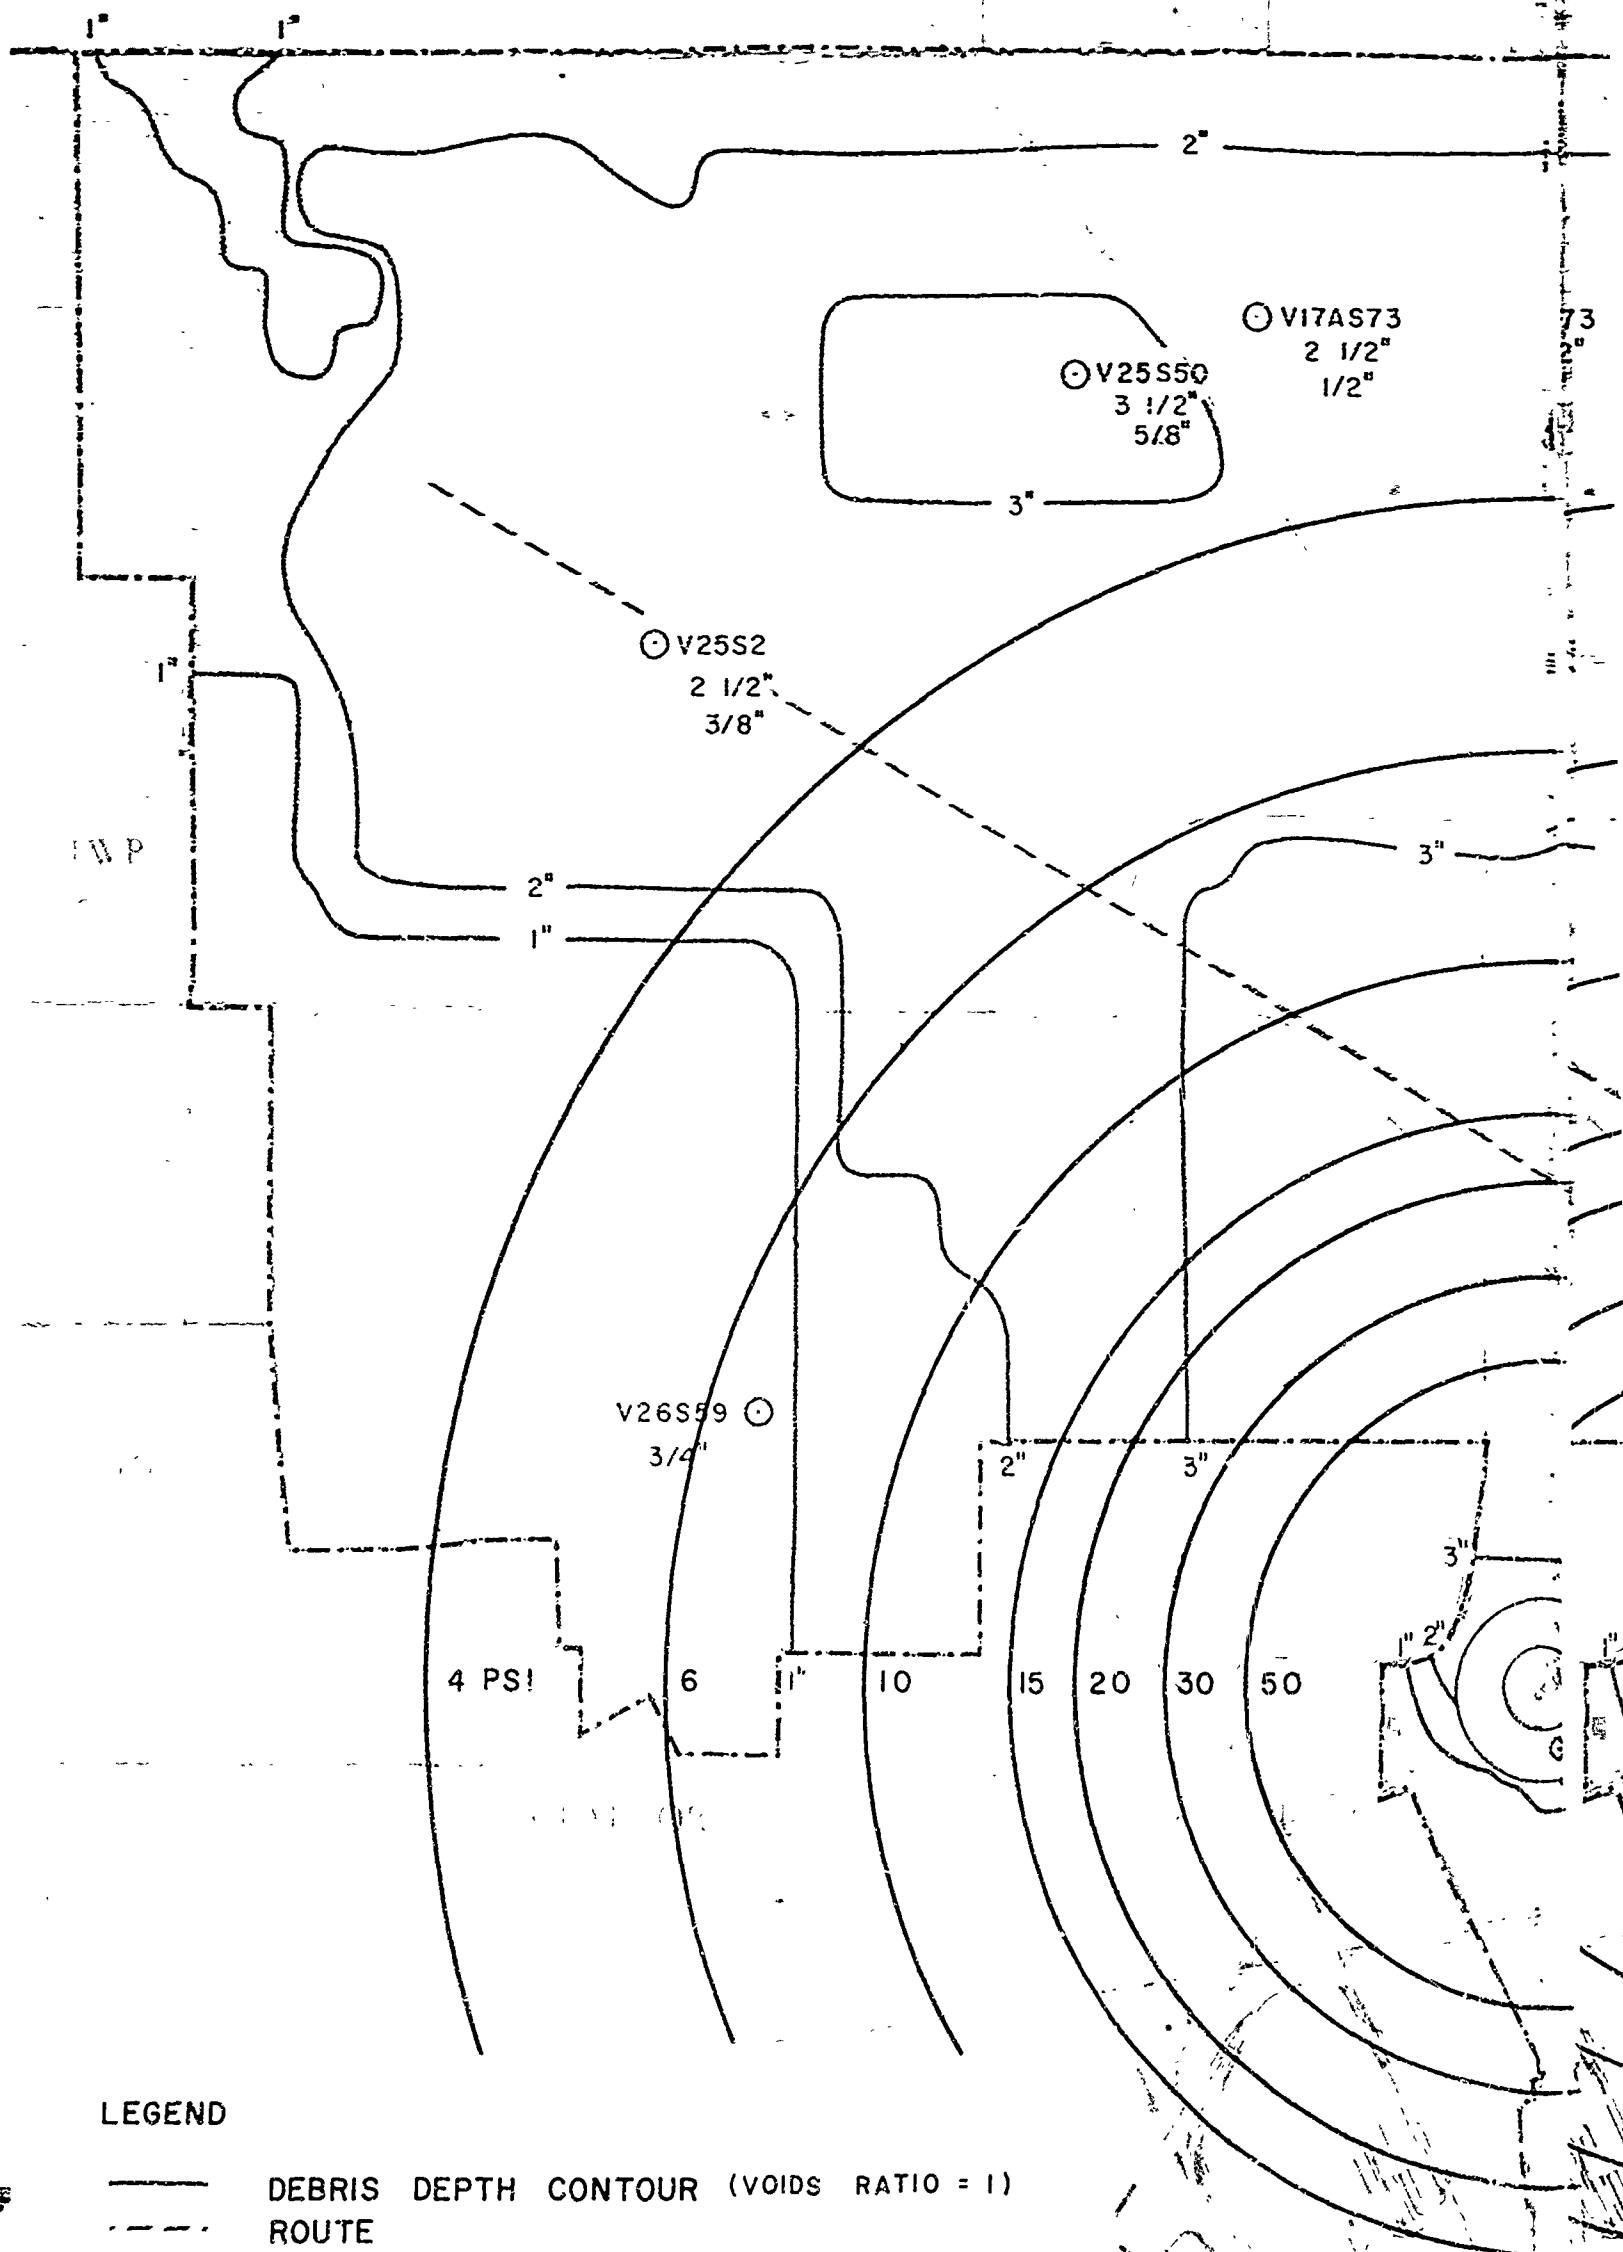 1" 1"
2"
V17AS73
2 1/2"
1/2"
73
V25S50
3 1/2"
5/8"
3"
V25S2
2 1/2"
3/8"
1"
3"
2"
1"
V26S59
3/4"
2" 3"
3"
1" 2" 1"
4 PSI 6 1" 10 15 20 30 50
LEGEND
DEBRIS DEPTH CONTOUR (VOIDS RATIO = 1)
ROUTE